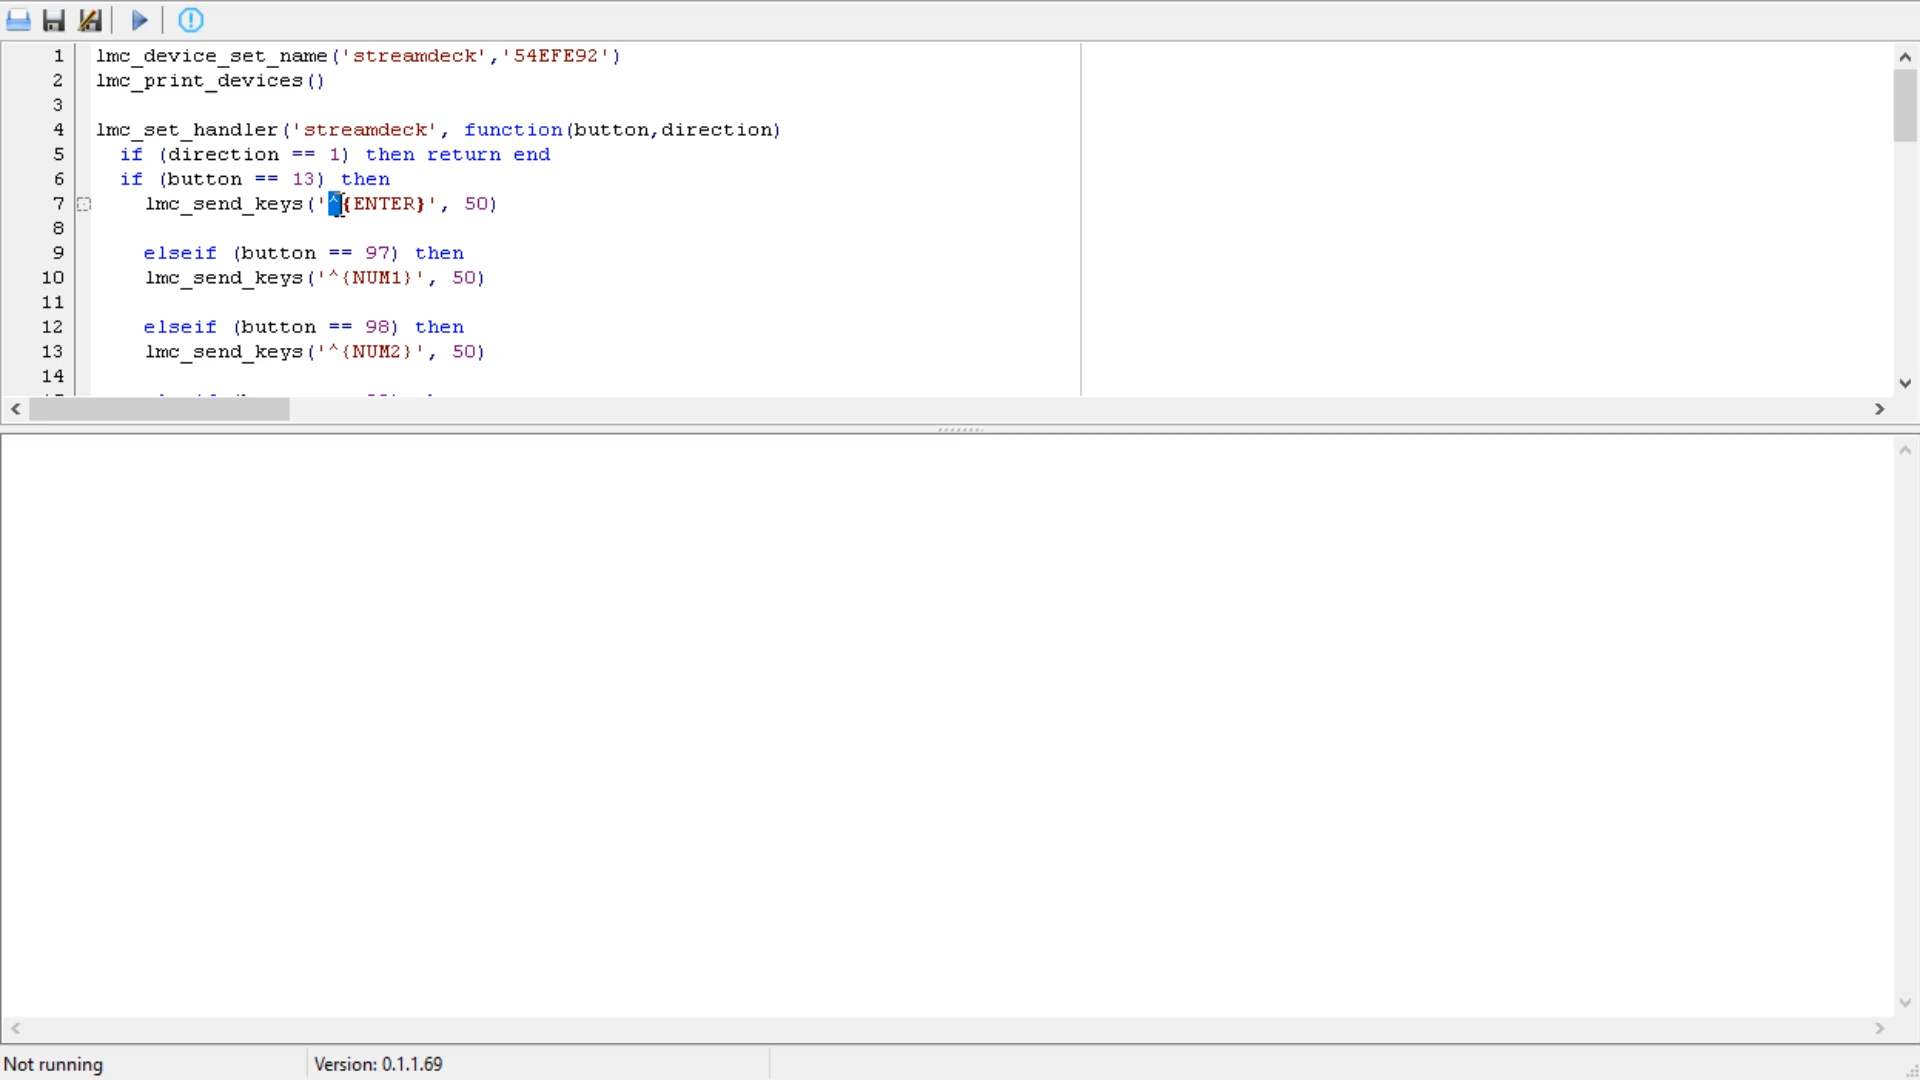 1 lmc_device_set_name('streamdeck','54EFE92')
2 lmc_print_devices()
3
4 lmc_set_handler('streamdeck', function(button,direction)
5 if (direction == 1) then return end
6 if (button == 13) then
7 lmc_send_keys('^{ENTER}', 50)
8
9 elseif (button == 97) then
10 lmc_send_keys('^{NUM1}', 50)
11
12 elseif (button == 98) then
13 lmc_send_keys('^{NUM2}', 50)
14
Not running
Version: 0.1.1.69